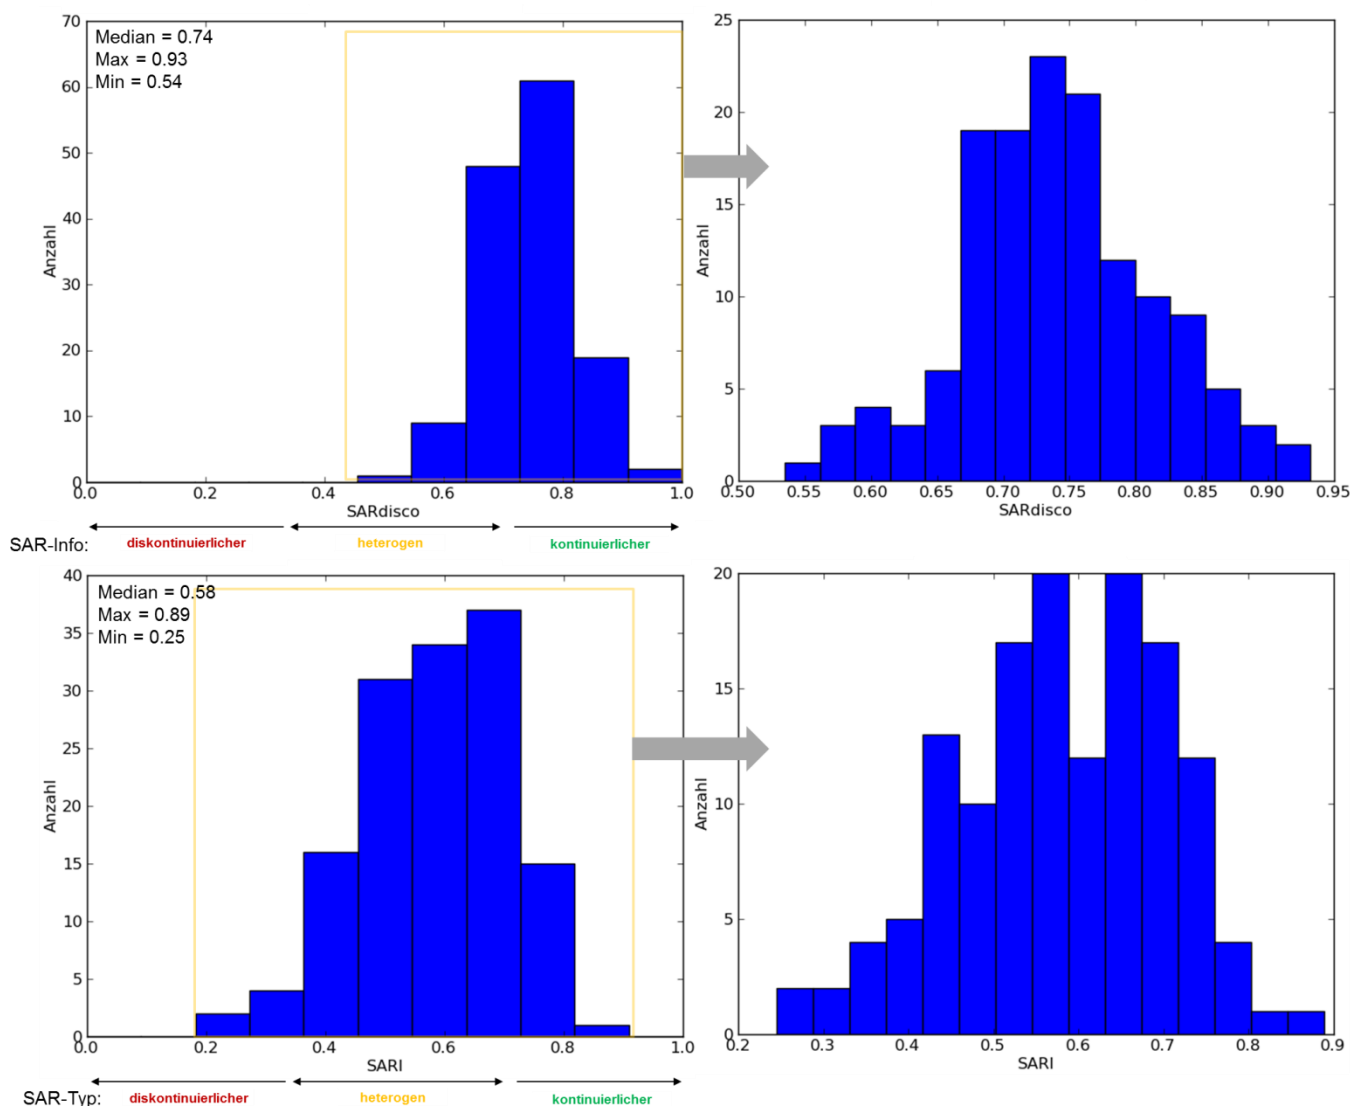 70
60
50
40
30
20
10
0
Anzahl
Median = 0.74
Max = 0.93
Min = 0.54
0.0 0.2 0.4 0.6 0.8 1.0
SARdisco
25
20
15
10
5
0
Anzahl
0.50 0.55 0.60 0.65 0.70 0.75 0.80 0.85 0.90 0.95
SARdisco
SAR-Info: diskontinuierlicher heterogen kontinuierlicher
40
35
30
25
20
15
10
5
0
Anzahl
Median = 0.58
Max = 0.89
Min = 0.25
0.0 0.2 0.4 0.6 0.8 1.0
SARI
20
15
10
5
0
Anzahl
0.2 0.3 0.4 0.5 0.6 0.7 0.8 0.9
SARI
SAR-Typ: diskontinuierlicher heterogen kontinuierlicher